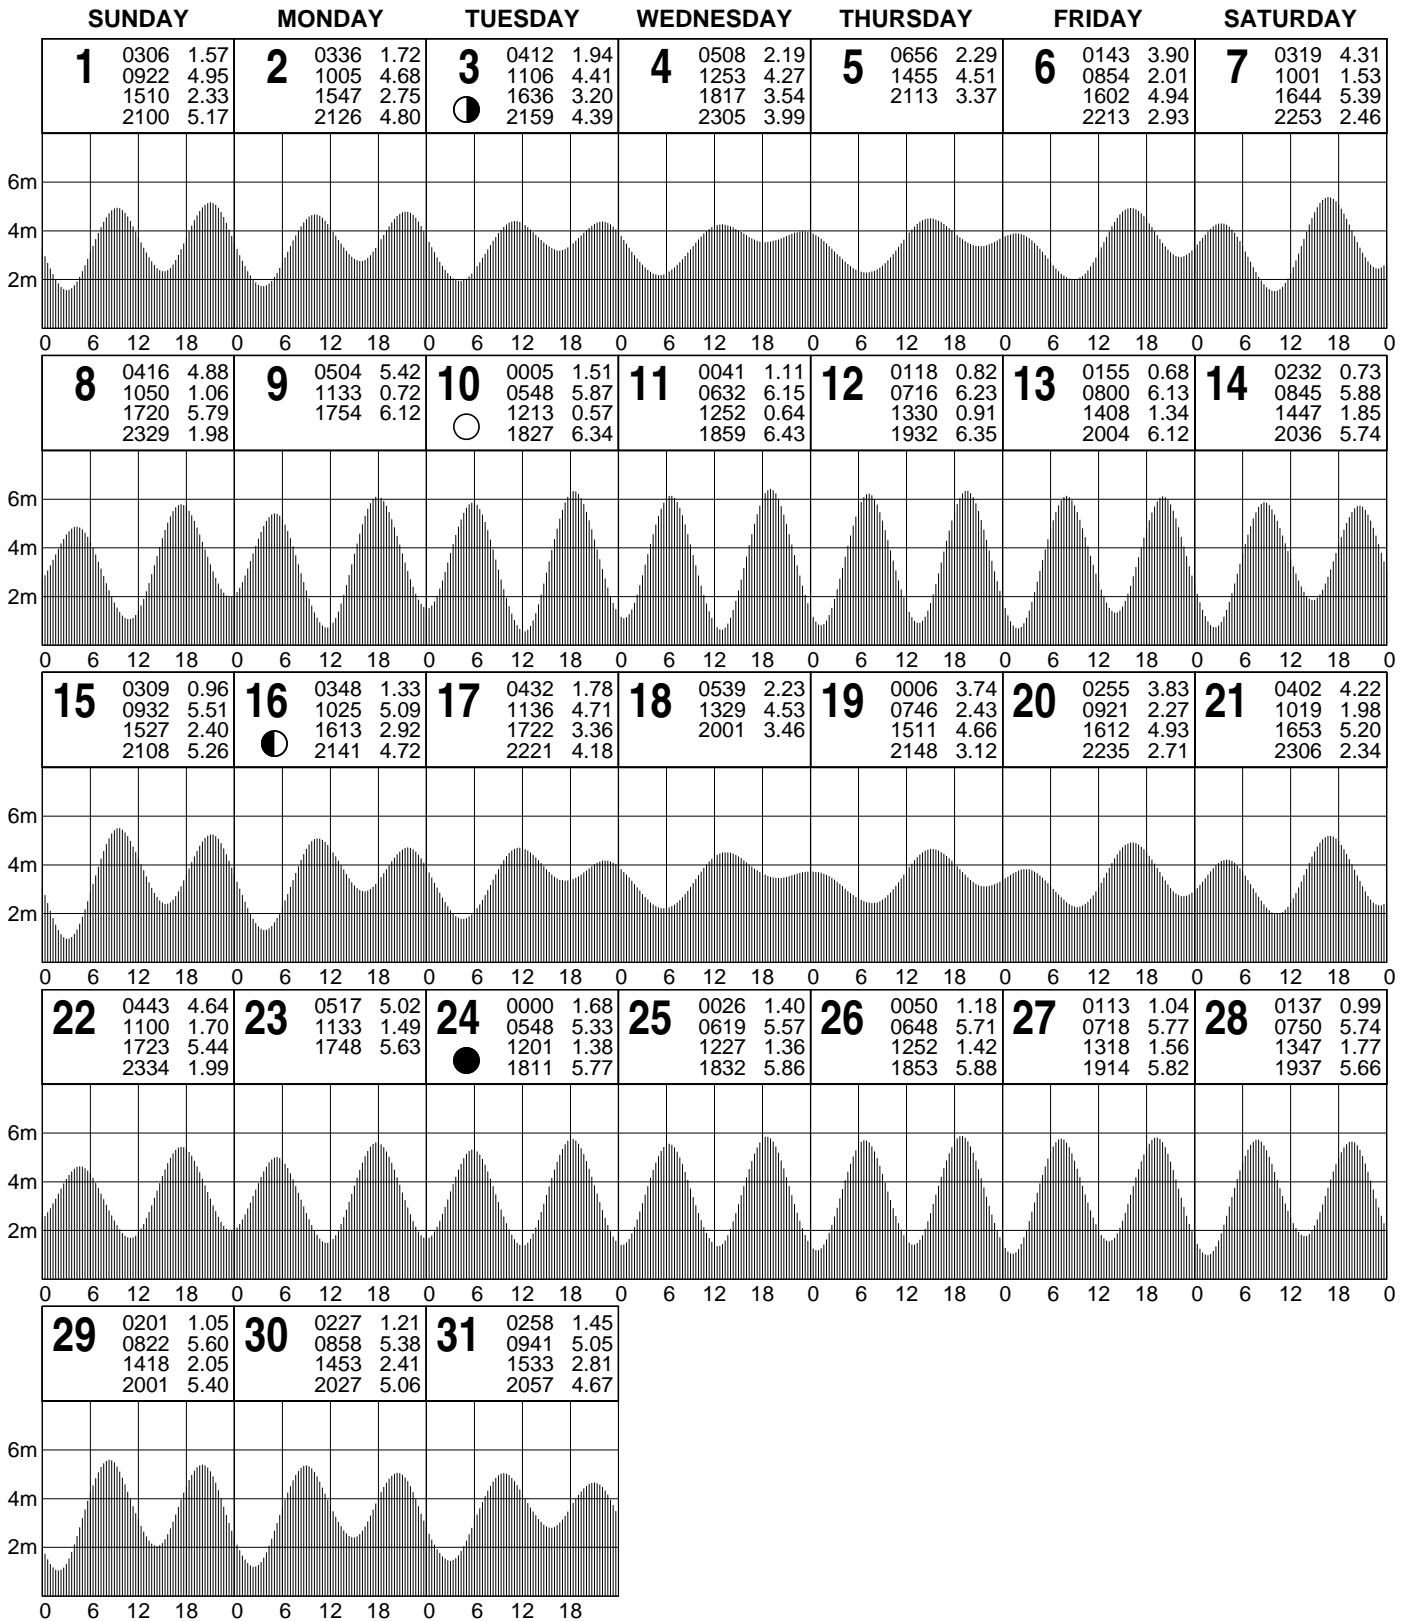 SUNDAY MONDAY TUESDAY WEDNESDAY THURSDAY FRIDAY SATURDAY
1 0306 1.57
0922 4.95
1510 2.33
2100 5.17
2 0336 1.72
1005 4.68
1547 2.75
2126 4.80
3 0412 1.94
1106 4.41
1636 3.20
2159 4.39
4 0508 2.19
1253 4.27
1817 3.54
2305 3.99
5 0656 2.29
1455 4.51
2113 3.37
6 0143 3.90
0854 2.01
1602 4.94
2213 2.93
7 0319 4.31
1001 1.53
1644 5.39
2253 2.46
6m
4m
2m
0 6 12 18 0 6 12 18 0 6 12 18 0 6 12 18 0 6 12 18 0 6 12 18 0 6 12 18 0
8 0416 4.88
1050 1.06
1720 5.79
2329 1.98
9 0504 5.42
1133 0.72
1754 6.12
10 0005 1.51
0548 5.87
1213 0.57
1827 6.34
11 0041 1.11
0632 6.15
1252 0.64
1859 6.43
12 0118 0.82
0716 6.23
1330 0.91
1932 6.35
13 0155 0.68
0800 6.13
1408 1.34
2004 6.12
14 0232 0.73
0845 5.88
1447 1.85
2036 5.74
6m
4m
2m
0 6 12 18 0 6 12 18 0 6 12 18 0 6 12 18 0 6 12 18 0 6 12 18 0 6 12 18 0
15 0309 0.96
0932 5.51
1527 2.40
2108 5.26
16 0348 1.33
1025 5.09
1613 2.92
2141 4.72
17 0432 1.78
1136 4.71
1722 3.36
2221 4.18
18 0539 2.23
1329 4.53
2001 3.46
19 0006 3.74
0746 2.43
1511 4.66
2148 3.12
20 0255 3.83
0921 2.27
1612 4.93
2235 2.71
21 0402 4.22
1019 1.98
1653 5.20
2306 2.34
6m
4m
2m
0 6 12 18 0 6 12 18 0 6 12 18 0 6 12 18 0 6 12 18 0 6 12 18 0 6 12 18 0
22 0443 4.64
1100 1.70
1723 5.44
2334 1.99
23 0517 5.02
1133 1.49
1748 5.63
24 0000 1.68
0548 5.33
1201 1.38
1811 5.77
25 0026 1.40
0619 5.57
1227 1.36
1832 5.86
26 0050 1.18
0648 5.71
1252 1.42
1853 5.88
27 0113 1.04
0718 5.77
1318 1.56
1914 5.82
28 0137 0.99
0750 5.74
1347 1.77
1937 5.66
6m
4m
2m
0 6 12 18 0 6 12 18 0 6 12 18 0 6 12 18 0 6 12 18 0 6 12 18 0 6 12 18 0
29 0201 1.05
0822 5.60
1418 2.05
2001 5.40
30 0227 1.21
0858 5.38
1453 2.41
2027 5.06
31 0258 1.45
0941 5.05
1533 2.81
2057 4.67
6m
4m
2m
0 6 12 18 0 6 12 18 0 6 12 18